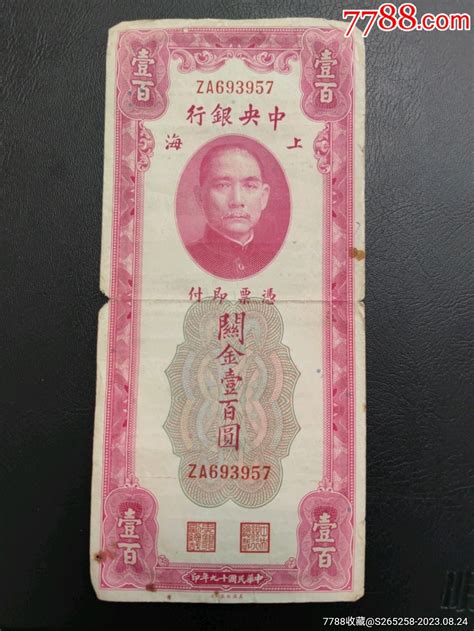 7788.com
壹百
壹百
ZA693957
中央銀行
上海
憑票即付
關金壹百圓
ZA693957
壹百
壹百
中華民國十九年印
7788收藏@S265258-2023.08.24